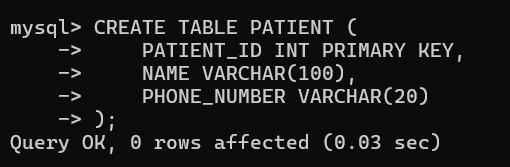 mysql> CREATE TABLE PATIENT (
    ->     PATIENT_ID INT PRIMARY KEY,
    ->     NAME VARCHAR(100),
    ->     PHONE_NUMBER VARCHAR(20)
    -> );
Query OK, 0 rows affected (0.03 sec)